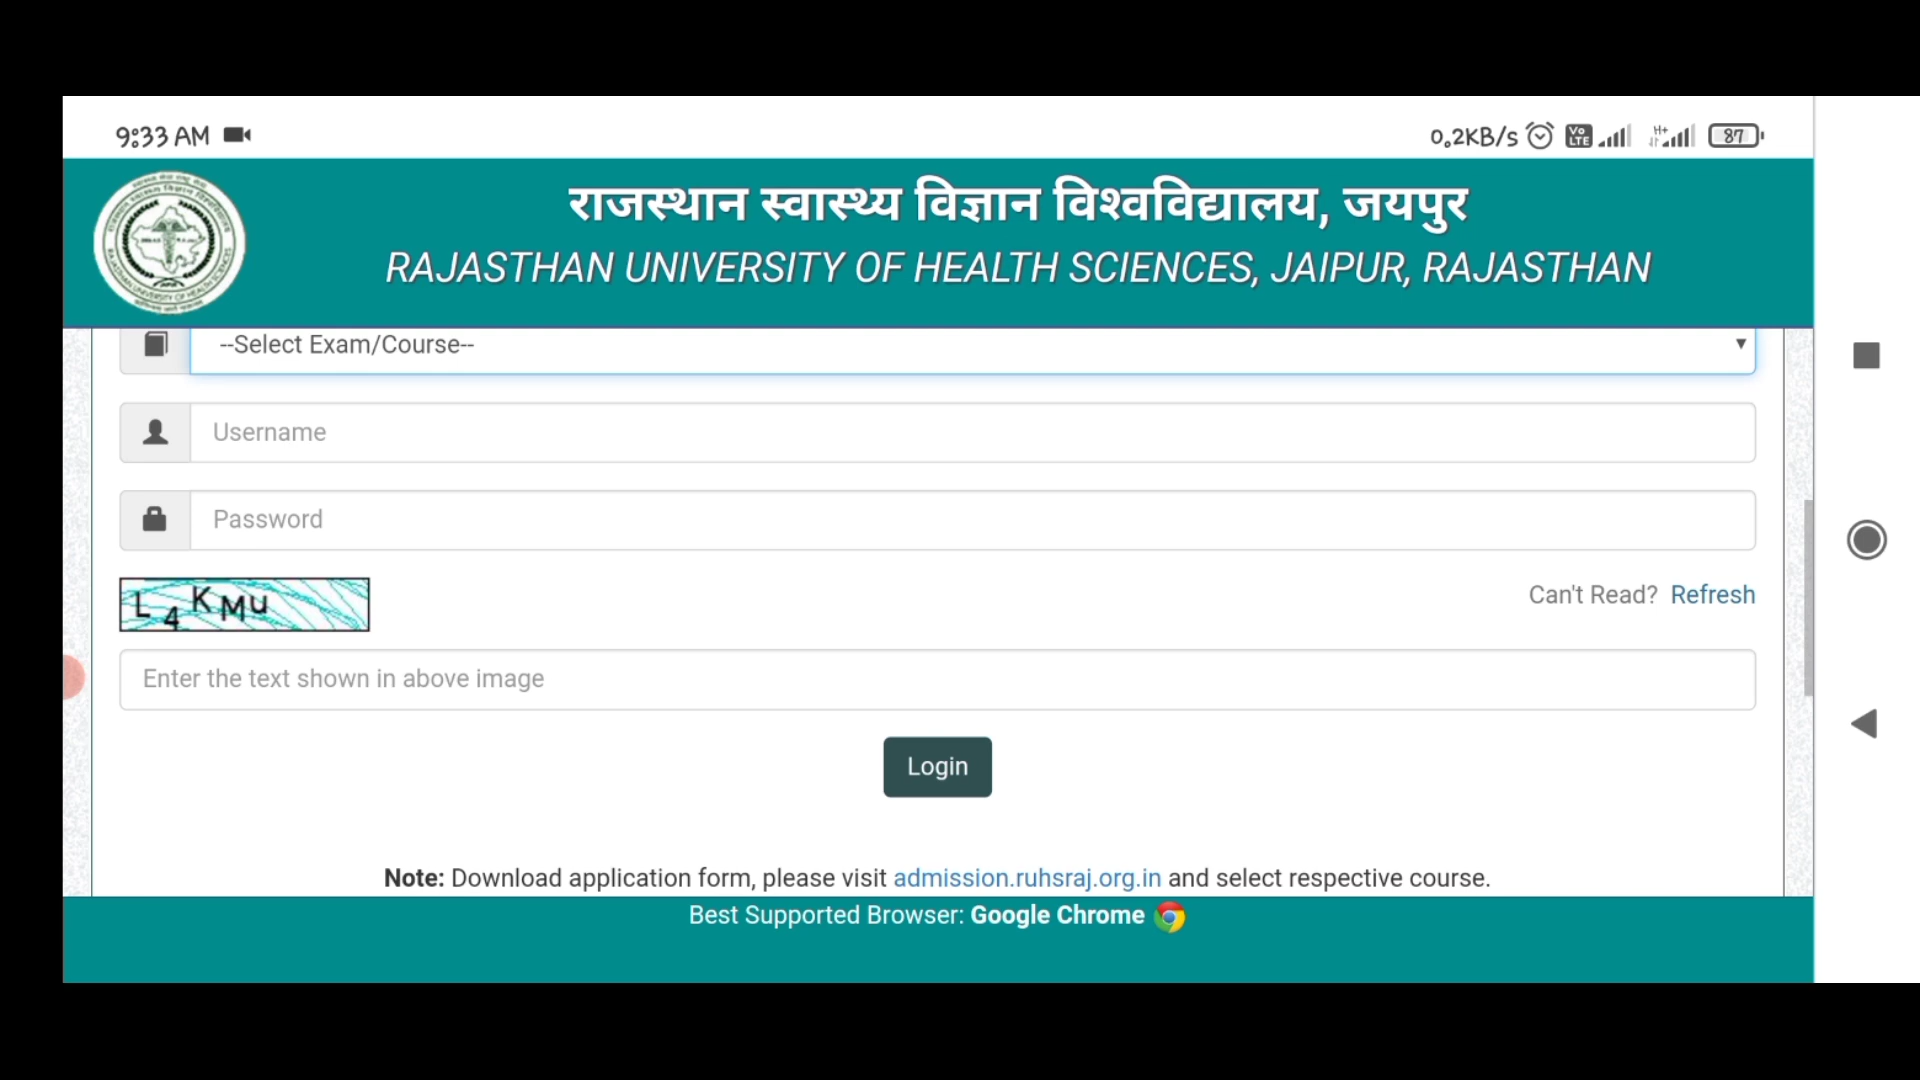 9:33 AM
0.2KB/s Vo LTE H+ 87
राजस्थान स्वास्थ्य विज्ञान विश्वविद्यालय, जयपुर
RAJASTHAN UNIVERSITY OF HEALTH SCIENCES, JAIPUR, RAJASTHAN
--Select Exam/Course--
Username
Password
L4KMu
Can't Read? Refresh
Enter the text shown in above image
Login
Note: Download application form, please visit admission.ruhsraj.org.in and select respective course.
Best Supported Browser: Google Chrome